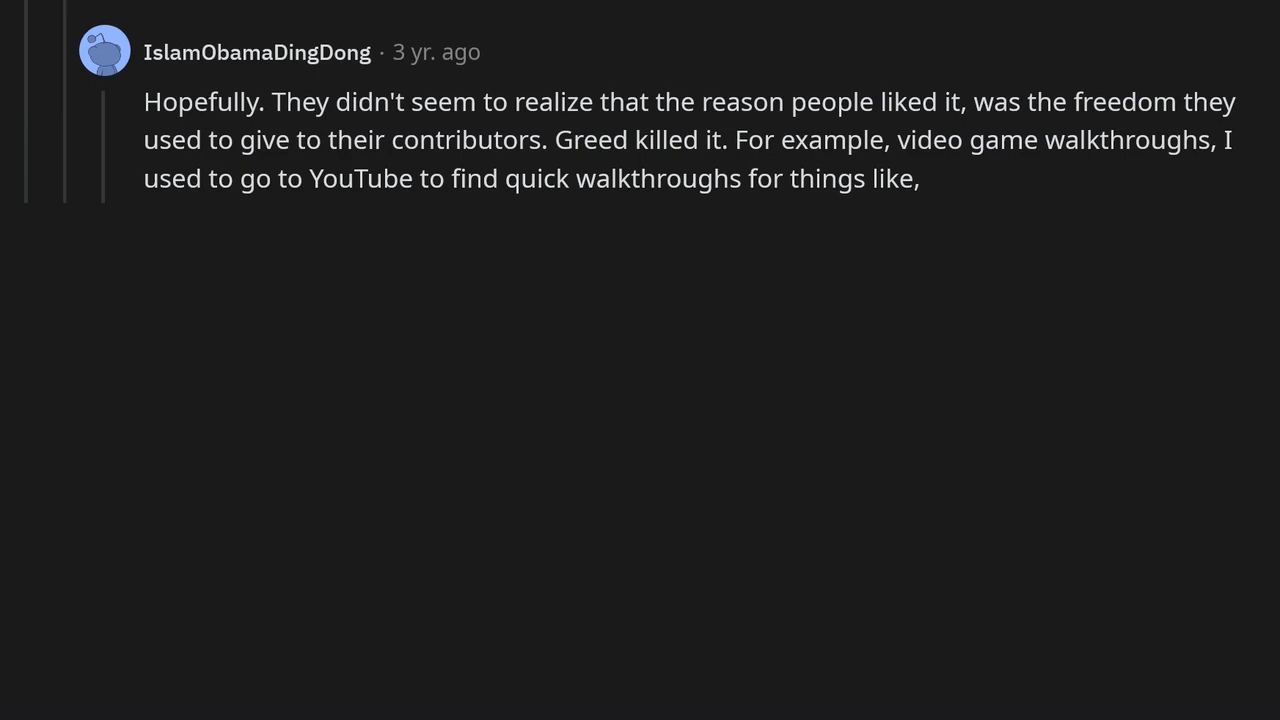 IslamObamaDingDong · 3 yr. ago
Hopefully. They didn't seem to realize that the reason people liked it, was the freedom they
used to give to their contributors. Greed killed it. For example, video game walkthroughs, I
used to go to YouTube to find quick walkthroughs for things like,